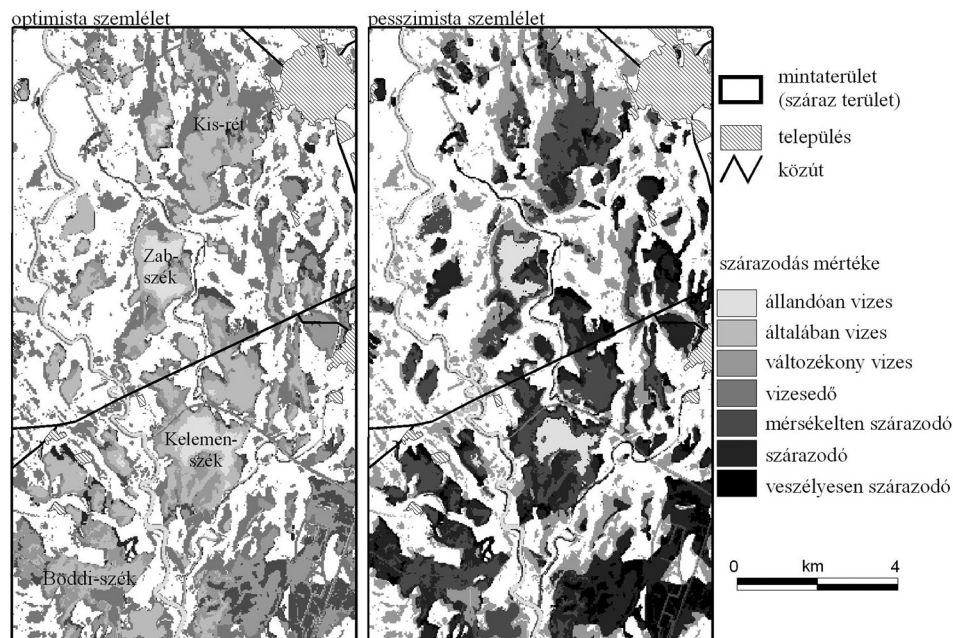 optimista szemlélet
pesszimista szemlélet
Kis-rét
Zab-
szék
Kelemen-
szék
Böddi-szék
mintaterület
(száraz terület)
település
közút
szárazodás mértéke
állandóan vizes
általában vizes
változékony vizes
vizesedő
mérsékelten szárazodó
szárazodó
veszélyesen szárazodó
0 km 4